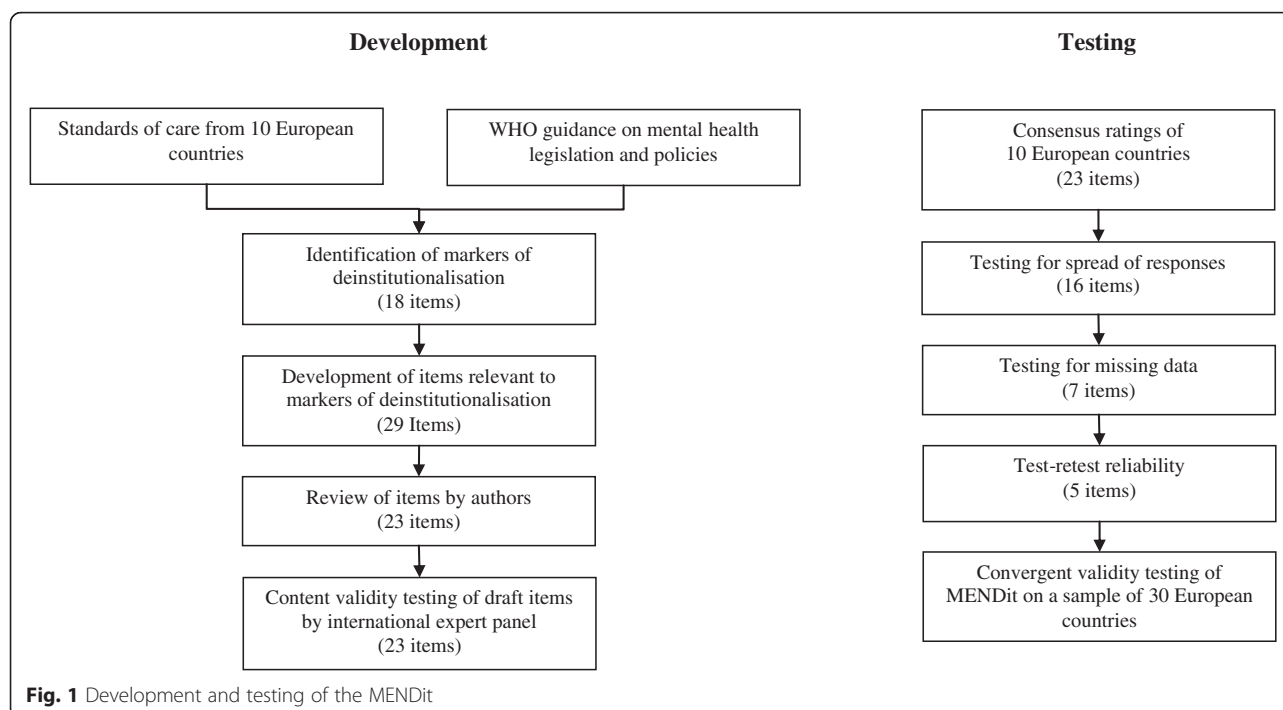 Development
Standards of care from 10 European
countries
WHO guidance on mental health
legislation and policies
Identification of markers of
deinstitutionalisation
(18 items)
Development of items relevant to
markers of deinstitutionalisation
(29 Items)
Review of items by authors
(23 items)
Content validity testing of draft items
by international expert panel
(23 items)
Testing
Consensus ratings of
10 European countries
(23 items)
Testing for spread of responses
(16 items)
Testing for missing data
(7 items)
Test-retest reliability
(5 items)
Convergent validity testing of
MENDit on a sample of 30 European
countries
Fig. 1 Development and testing of the MENDit